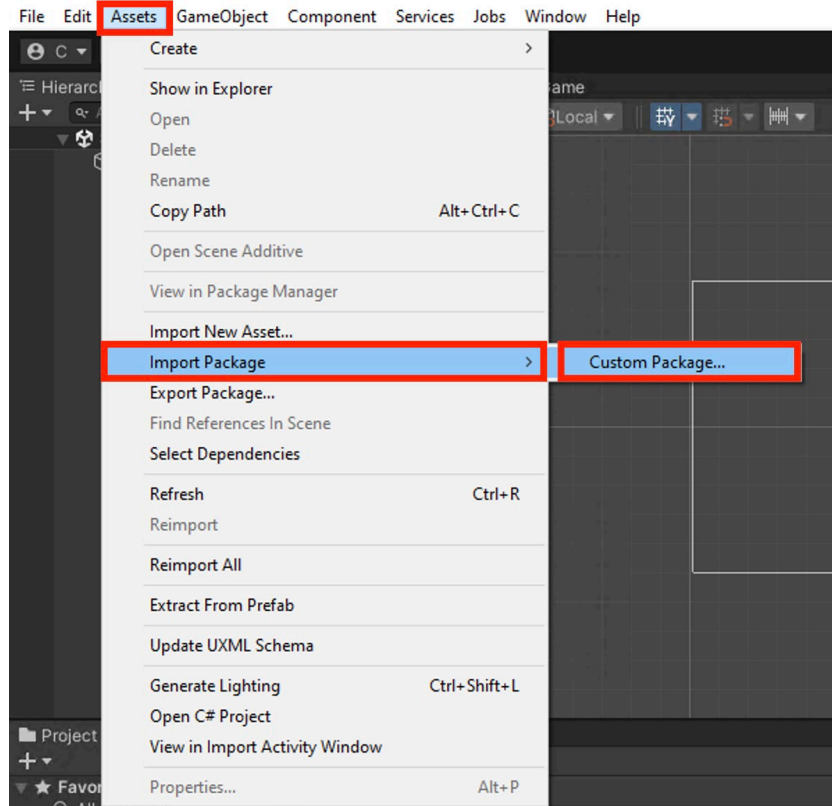 File Edit Assets GameObject Component Services Jobs Window Help
C
Create
Hierarc
Show in Explorer
ame
Local
Open
Delete
Rename
Copy Path Alt+Ctrl+C
Open Scene Additive
View in Package Manager
Import New Asset...
Import Package Custom Package...
Export Package...
Find References In Scene
Select Dependencies
Refresh Ctrl+R
Reimport
Reimport All
Extract From Prefab
Update UXML Schema
Generate Lighting Ctrl+Shift+L
Open C# Project
Project
View in Import Activity Window
Favor
Properties... Alt+P